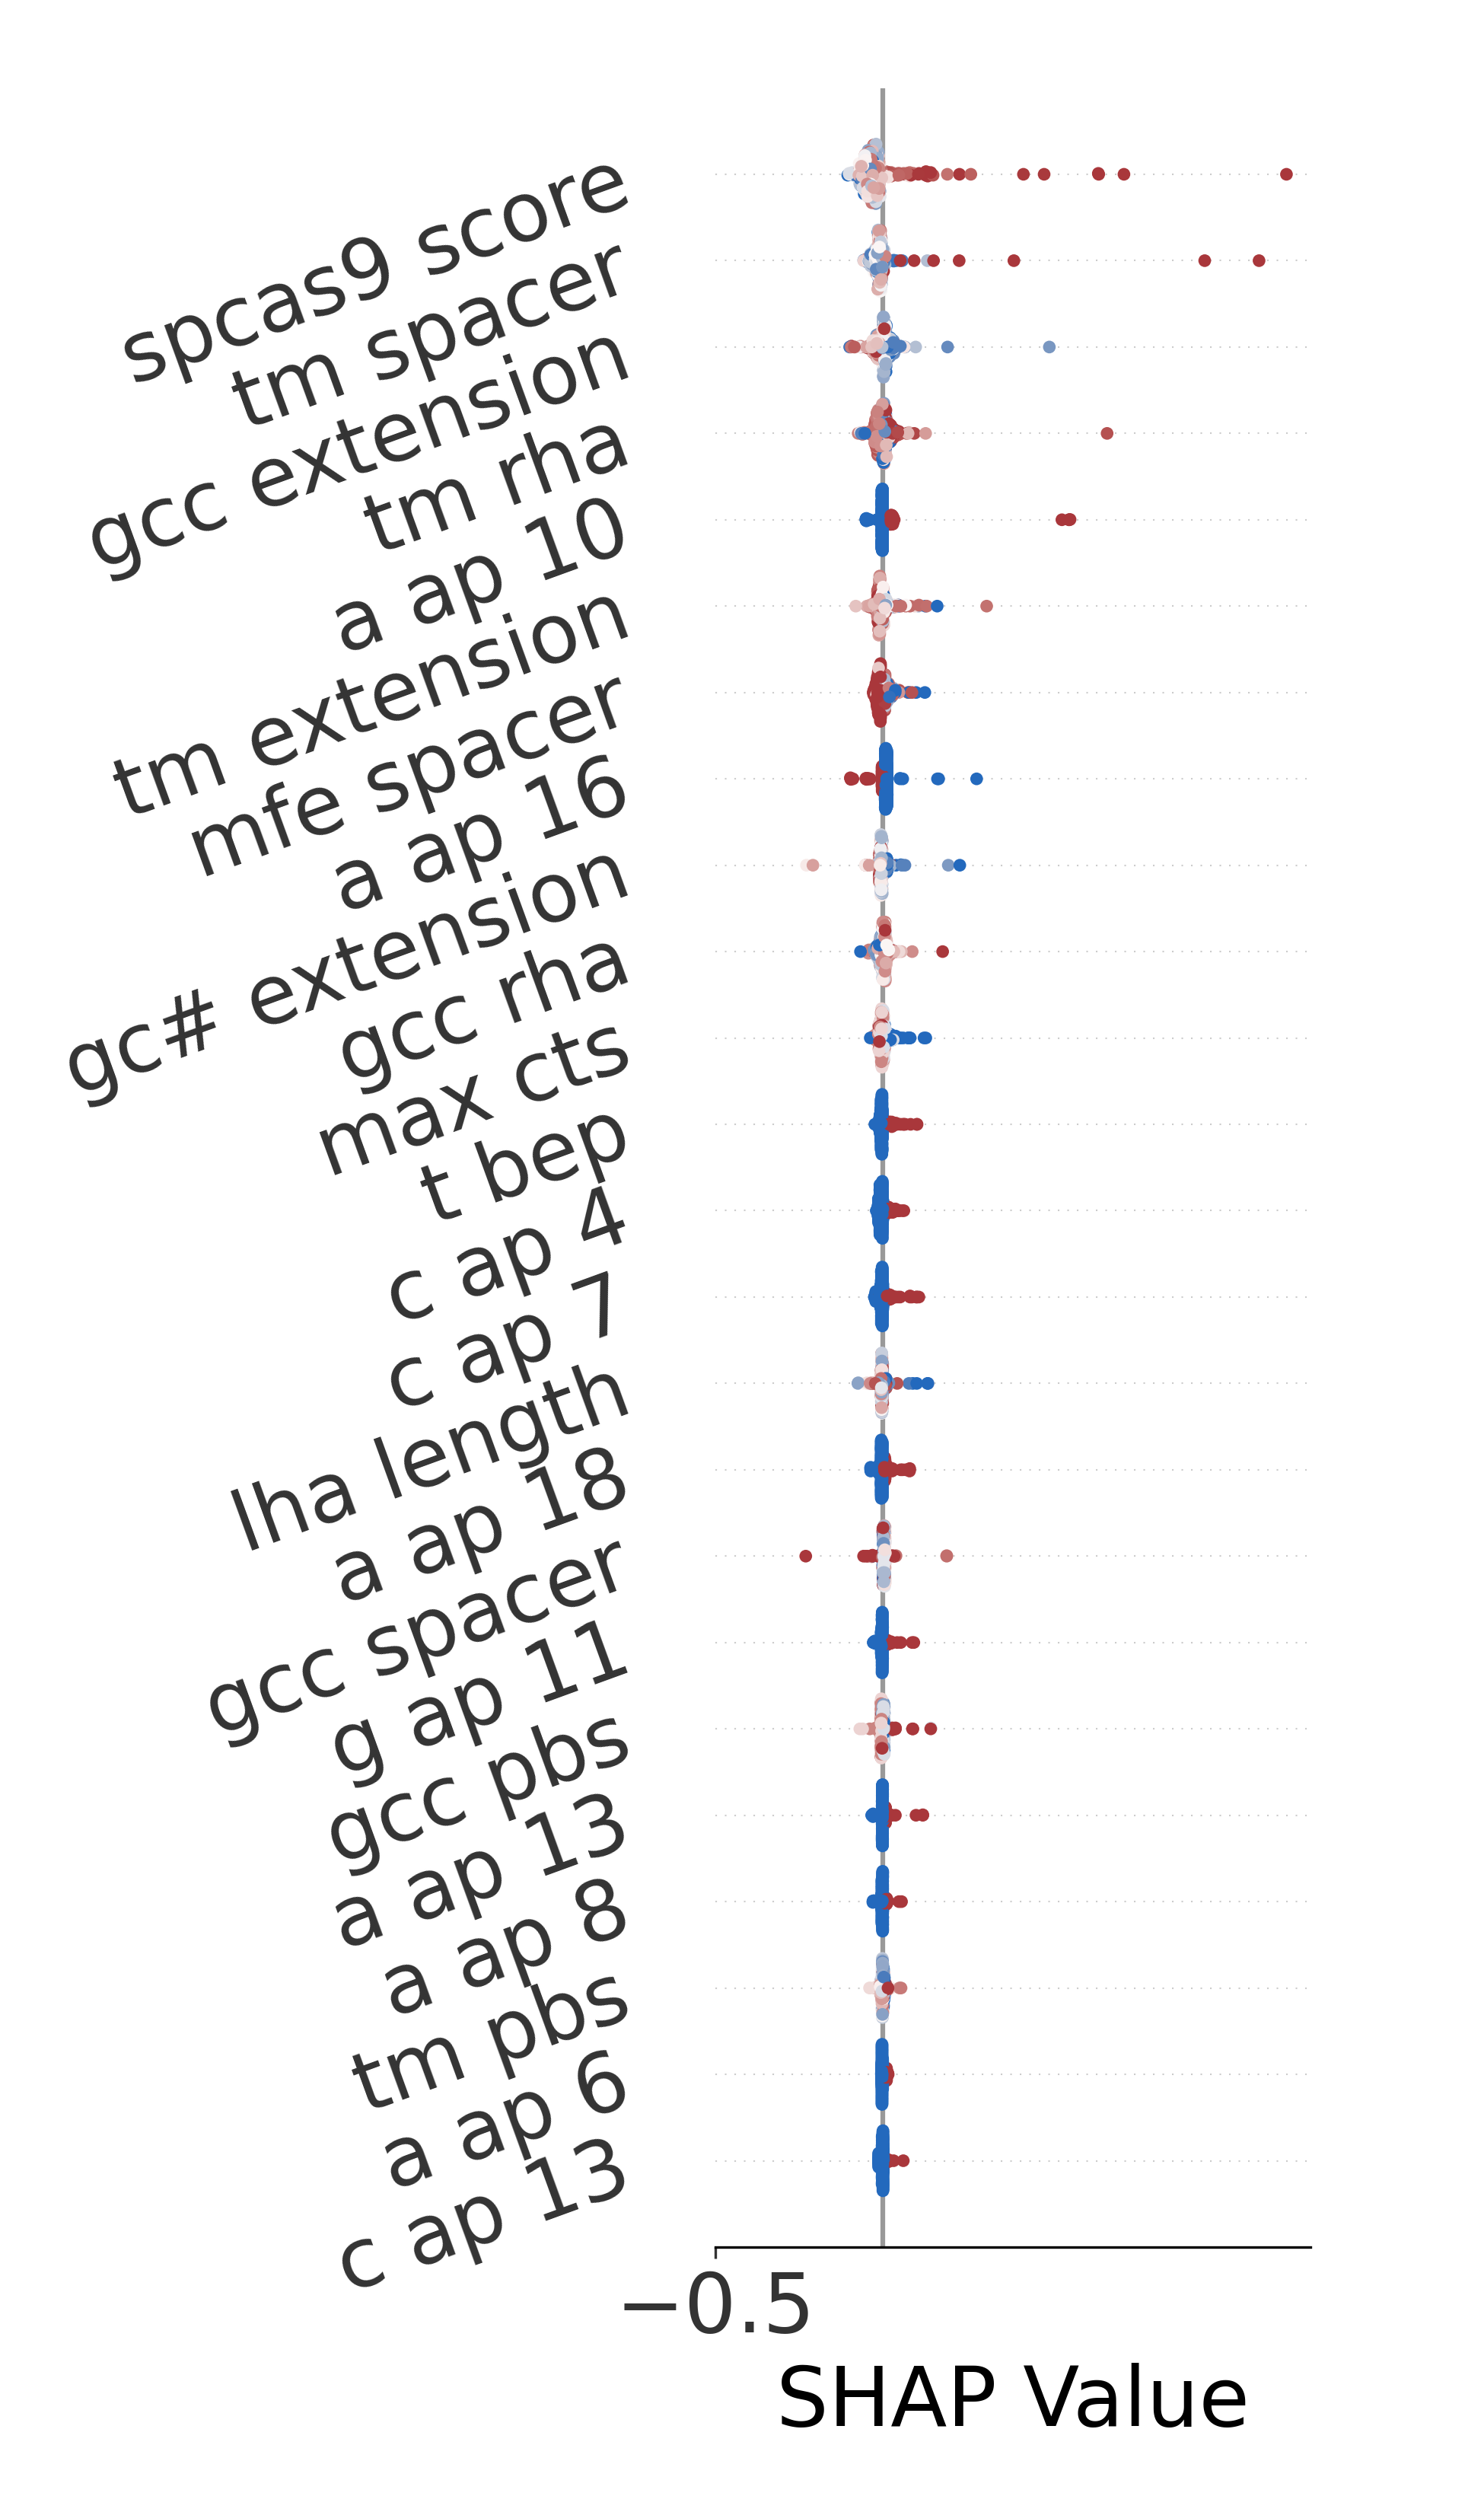 spcas9 score
tm spacer
gcc extension
tm rha
a ap 10
tm extension
mfe spacer
a ap 16
gc# extension
gcc rha
max cts
t bep
c ap 4
c ap 7
lha length
a ap 18
gcc spacer
g ap 11
gcc pbs
a ap 13
a ap 8
tm pbs
a ap 6
c ap 13
−0.5
SHAP Value